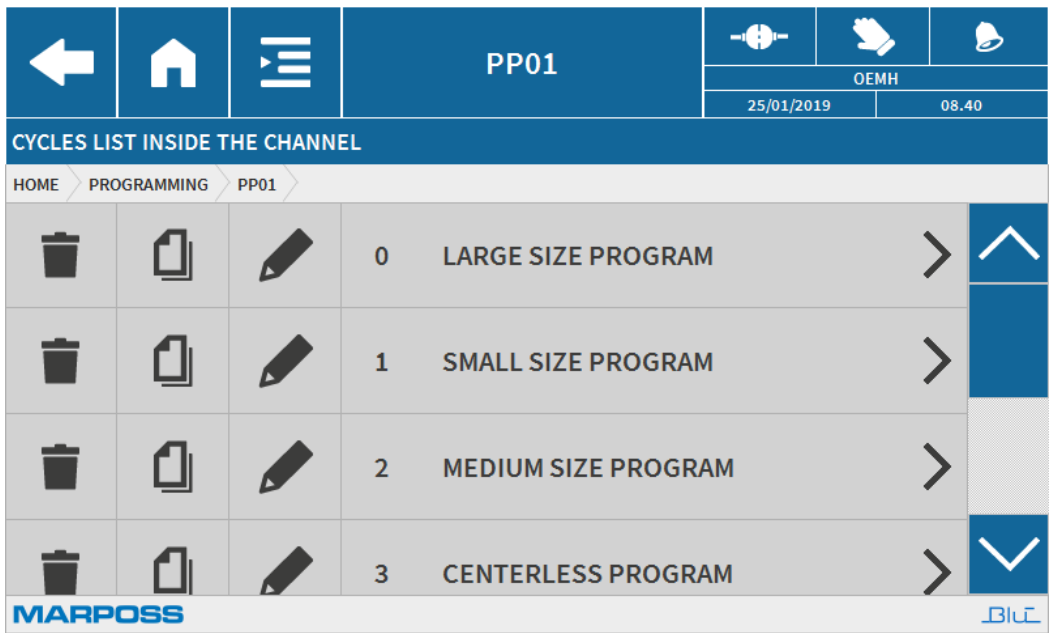 PP01
OEMH
25/01/2019 08.40
CYCLES LIST INSIDE THE CHANNEL
HOME PROGRAMMING PP01
0 LARGE SIZE PROGRAM
1 SMALL SIZE PROGRAM
2 MEDIUM SIZE PROGRAM
3 CENTERLESS PROGRAM
MARPOSS